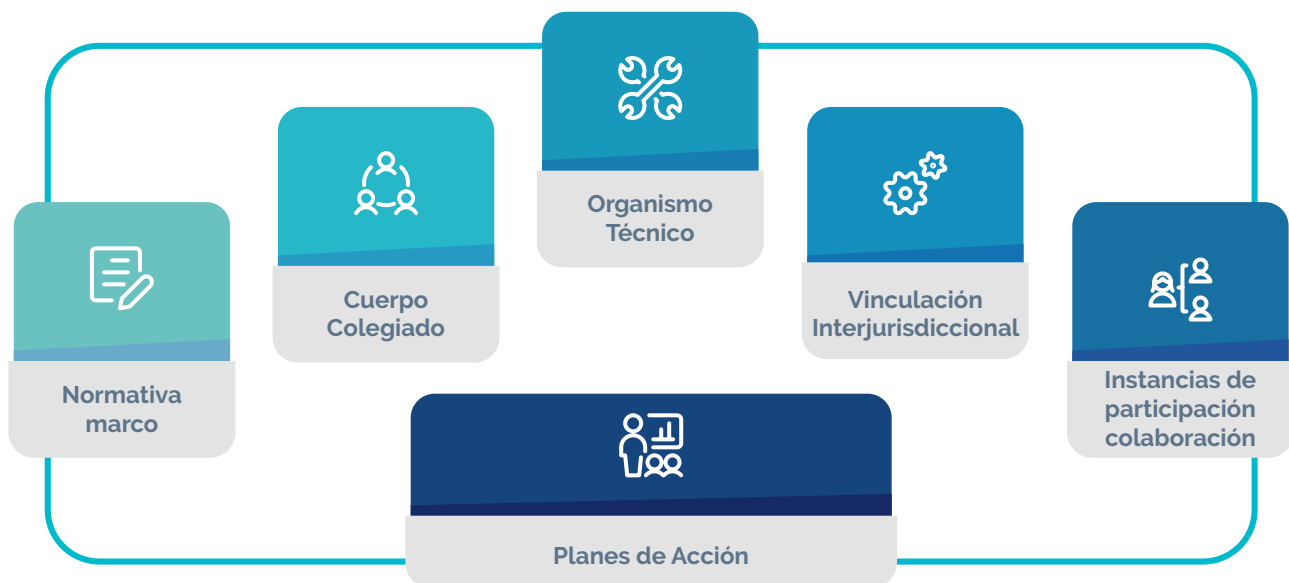 Normativa
marco
Cuerpo
Colegiado
Organismo
Técnico
Vinculación
Interjurisdiccional
Instancias de
participación
colaboración
Planes de Acción